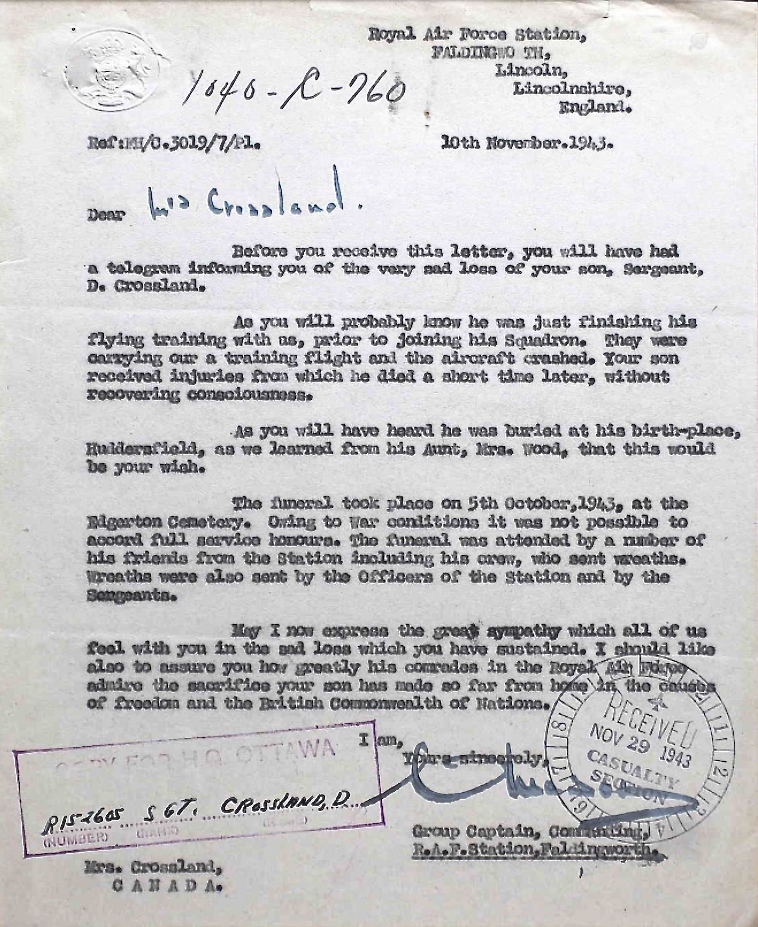 Royal Air Force Station,
FALDINGWO TH,
Lincoln,
Lincolnshire,
England.
1040-C-760
Ref:MH/C.3019/7/P1.
10th November.1943.
Dear Mrs Crossland.
Before you receive this letter, you will have had
a telegram informing you of the very sad loss of your son, Sergeant,
D. Crossland.
As you will probably know he was just finishing his
flying training with us, prior to joining his Squadron. They were
carrying our a training flight and the aircraft crashed. Your son
received injuries from which he died a short time later, without
recovering consciousness.
As you will have heard he was buried at his birth-place,
Huddersfield, as we learned from his Aunt, Mrs. Wood, that this would
be your wish.
The funeral took place on 5th October,1943, at the
Edgerton Cemetery. Owing to War conditions it was not possible to
accord full service honours. The funeral was attended by a number of
his friends from the Station including his crew, who sent wreaths.
Wreaths were also sent by the Officers of the Station and by the
Sergeants.
May I now express the great sympathy which all of us
feel with you in the sad loss which you have sustained. I should like
also to assure you how greatly his comrades in the Royal Air Force
admire the sacrifice your son has made so far from home in the causes
of freedom and the British Commonwealth of Nations.
I am,
Yours sincerely,
RECEIVED
NOV 29 1943
CASUALTY
SECTION
COPY FOR H.Q. OTTAWA
R152605 SGT. CROSSLAND, D.
(NUMBER) (RANK) (NAME)
Group Captain, Commanding,
R.A.F.Station,Faldingworth.
Mrs. Crossland,
CANADA.